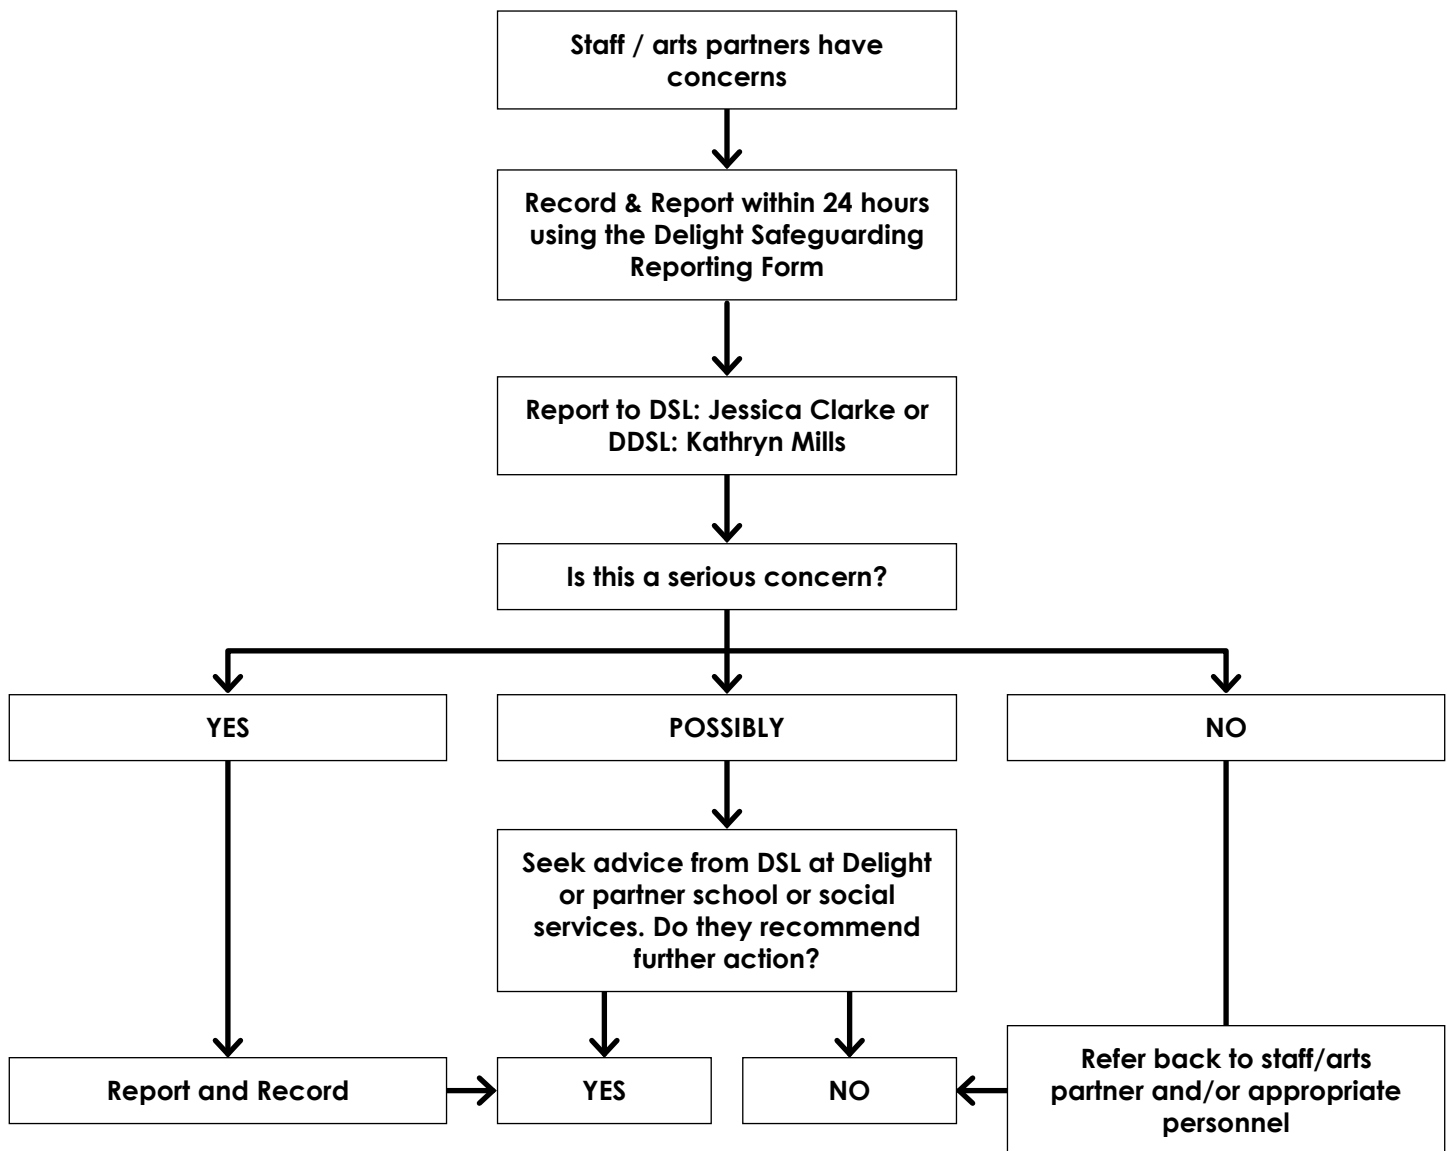 Staff / arts partners have
concerns
Record & Report within 24 hours
using the Delight Safeguarding
Reporting Form
Report to DSL: Jessica Clarke or
DDSL: Kathryn Mills
Is this a serious concern?
YES
POSSIBLY
NO
Seek advice from DSL at Delight
or partner school or social
services. Do they recommend
further action?
Report and Record
YES
NO
Refer back to staff/arts
partner and/or appropriate
personnel